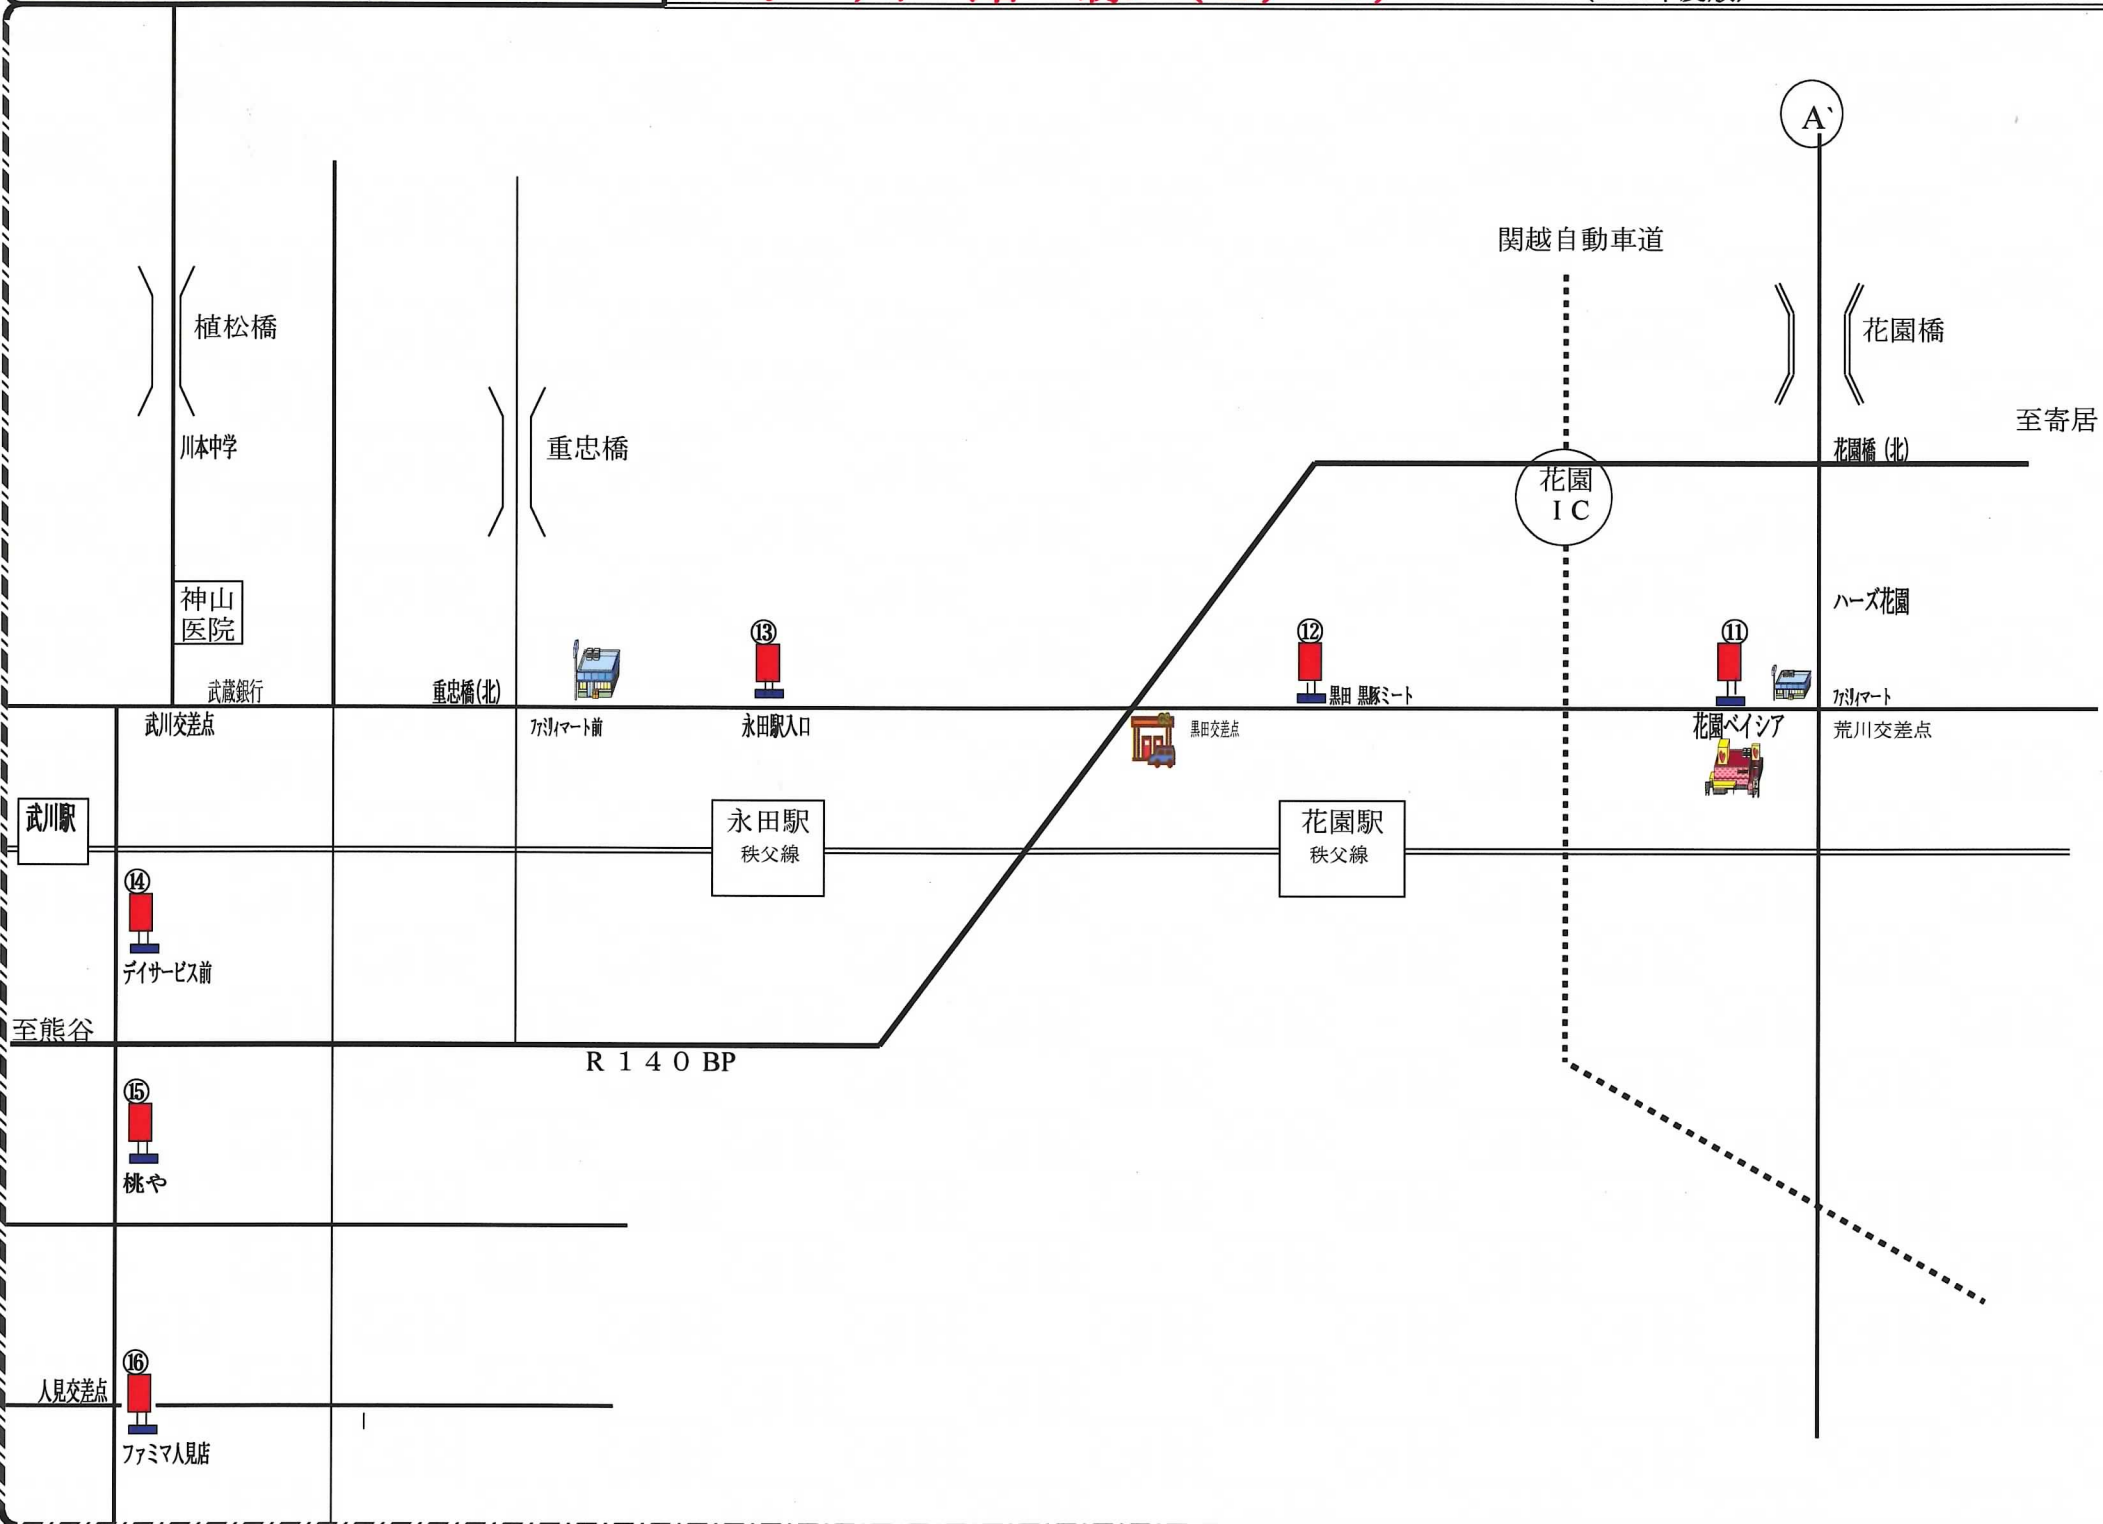 A`
関越自動車道
植松橋
花園橋
至寄居
川本中学
重忠橋
花園橋 (北)
花園
ＩＣ
神山
医院
ハーズ花園
⑬
⑫
⑪
武蔵銀行
重忠橋(北)
黒田 黒豚ミート
ファミリィマート
武川交差点
ファミリィマート前
永田駅入口
黒田交差点
花園ベイシア
荒川交差点
武川駅
永田駅
秩父線
花園駅
秩父線
⑭
デイサービス前
至熊谷
Ｒ１４０ BP
⑮
桃や
⑯
人見交差点
ファミマ人見店